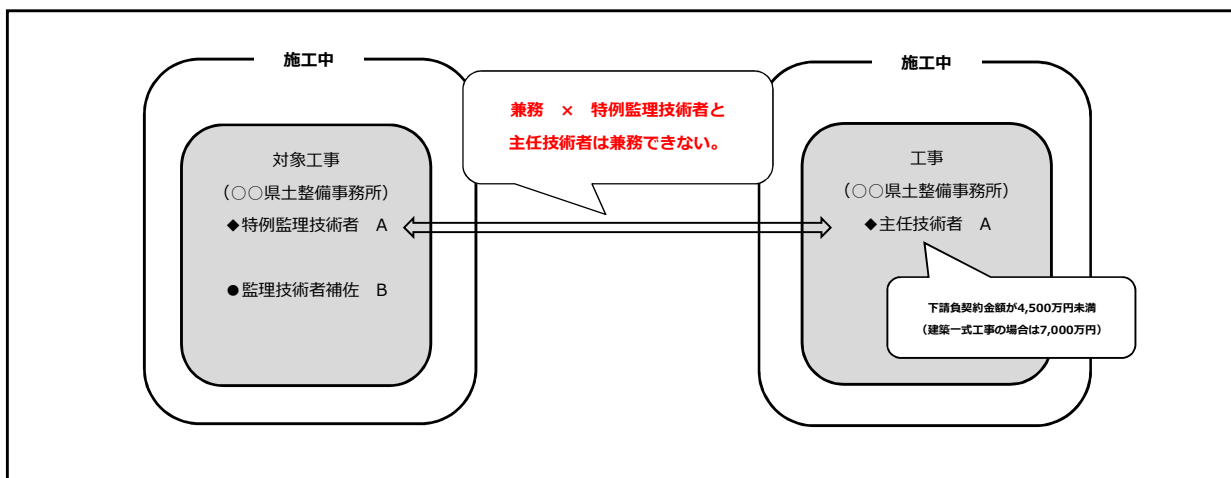 施工中
施工中
兼務　×　特例監理技術者と
主任技術者は兼務できない。
対象工事
（○○県土整備事務所）
◆特例監理技術者　A
●監理技術者補佐　B
工事
（○○県土整備事務所）
◆主任技術者　A
下請負契約金額が4,500万円未満
（建築一式工事の場合は7,000万円）